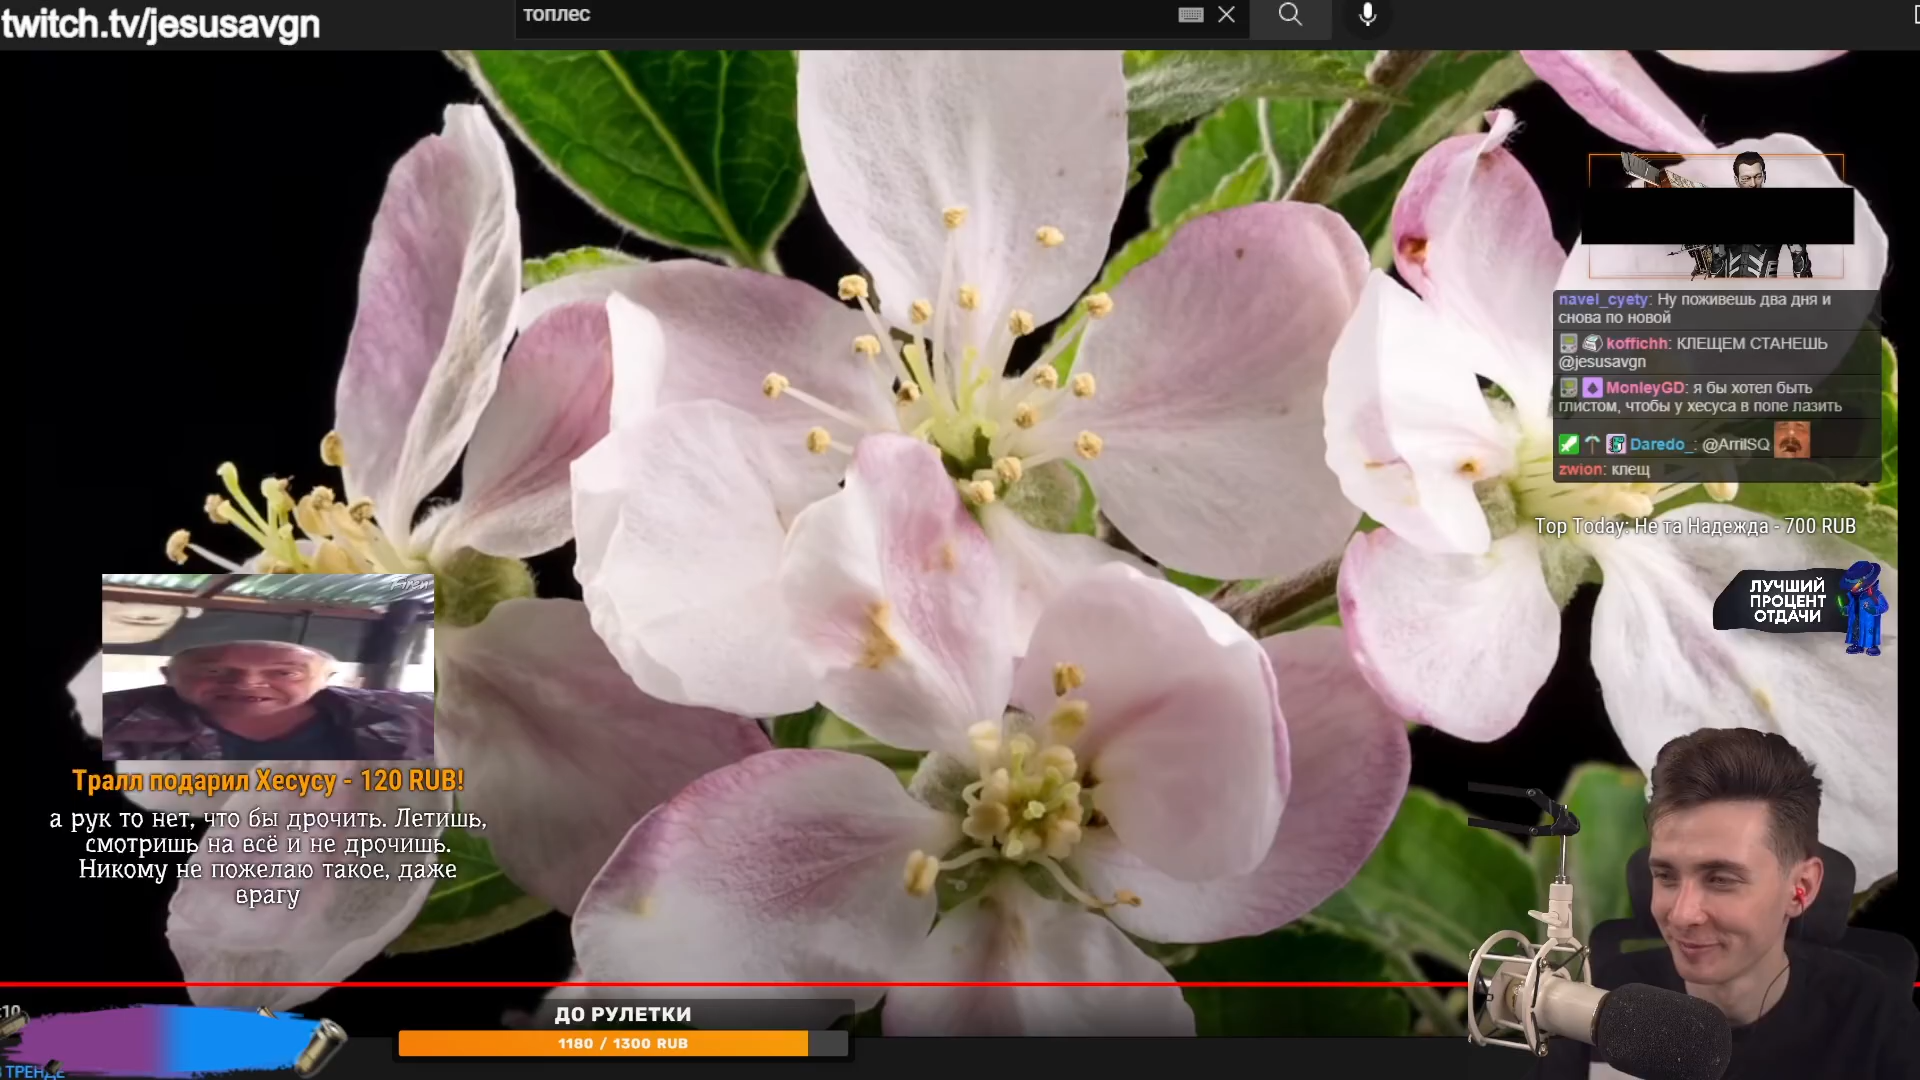 twitch.tv/jesusavgn
топлес
navel_cyety: Ну поживешь два дня и
снова по новой
koffichh: КЛЕЩЕМ СТАНЕШЬ
@jesusavgn
MonleyGD: я бы хотел быть
глистом, чтобы у хесуса в попе лазить
Daredo_: @ArrilSQ
zwion: клещ
Top Today: Не та Надежда - 700 RUB
ЛУЧШИЙ
ПРОЦЕНТ
ОТДАЧИ
Тралл подарил Хесусу - 120 RUB!
а рук то нет, что бы дрочить. Летишь,
смотришь на всё и не дрочишь.
Никому не пожелаю такое, даже
врагу
:10
ДО РУЛЕТКИ
1180 / 1300 RUB
В ТРЕНДЕ